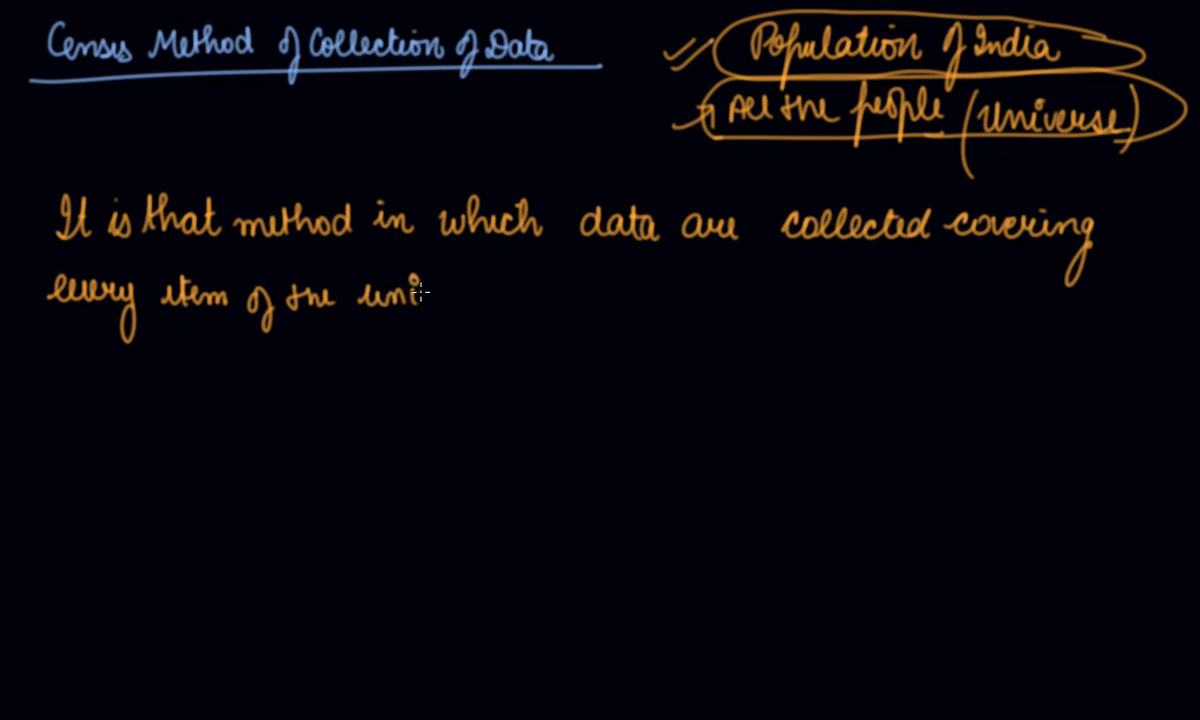 Census Method of Collection of Data
Population of India
All the people (Universe)
It is that method in which data are collected covering
every item of the uni